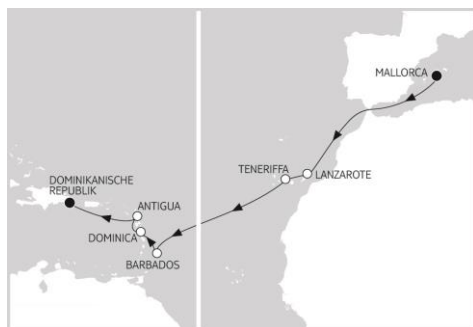 MALLORCA
TENERIFFA
LANZAROTE
DOMINIKANISCHE
REPUBLIK
ANTIGUA
DOMINICA
BARBADOS